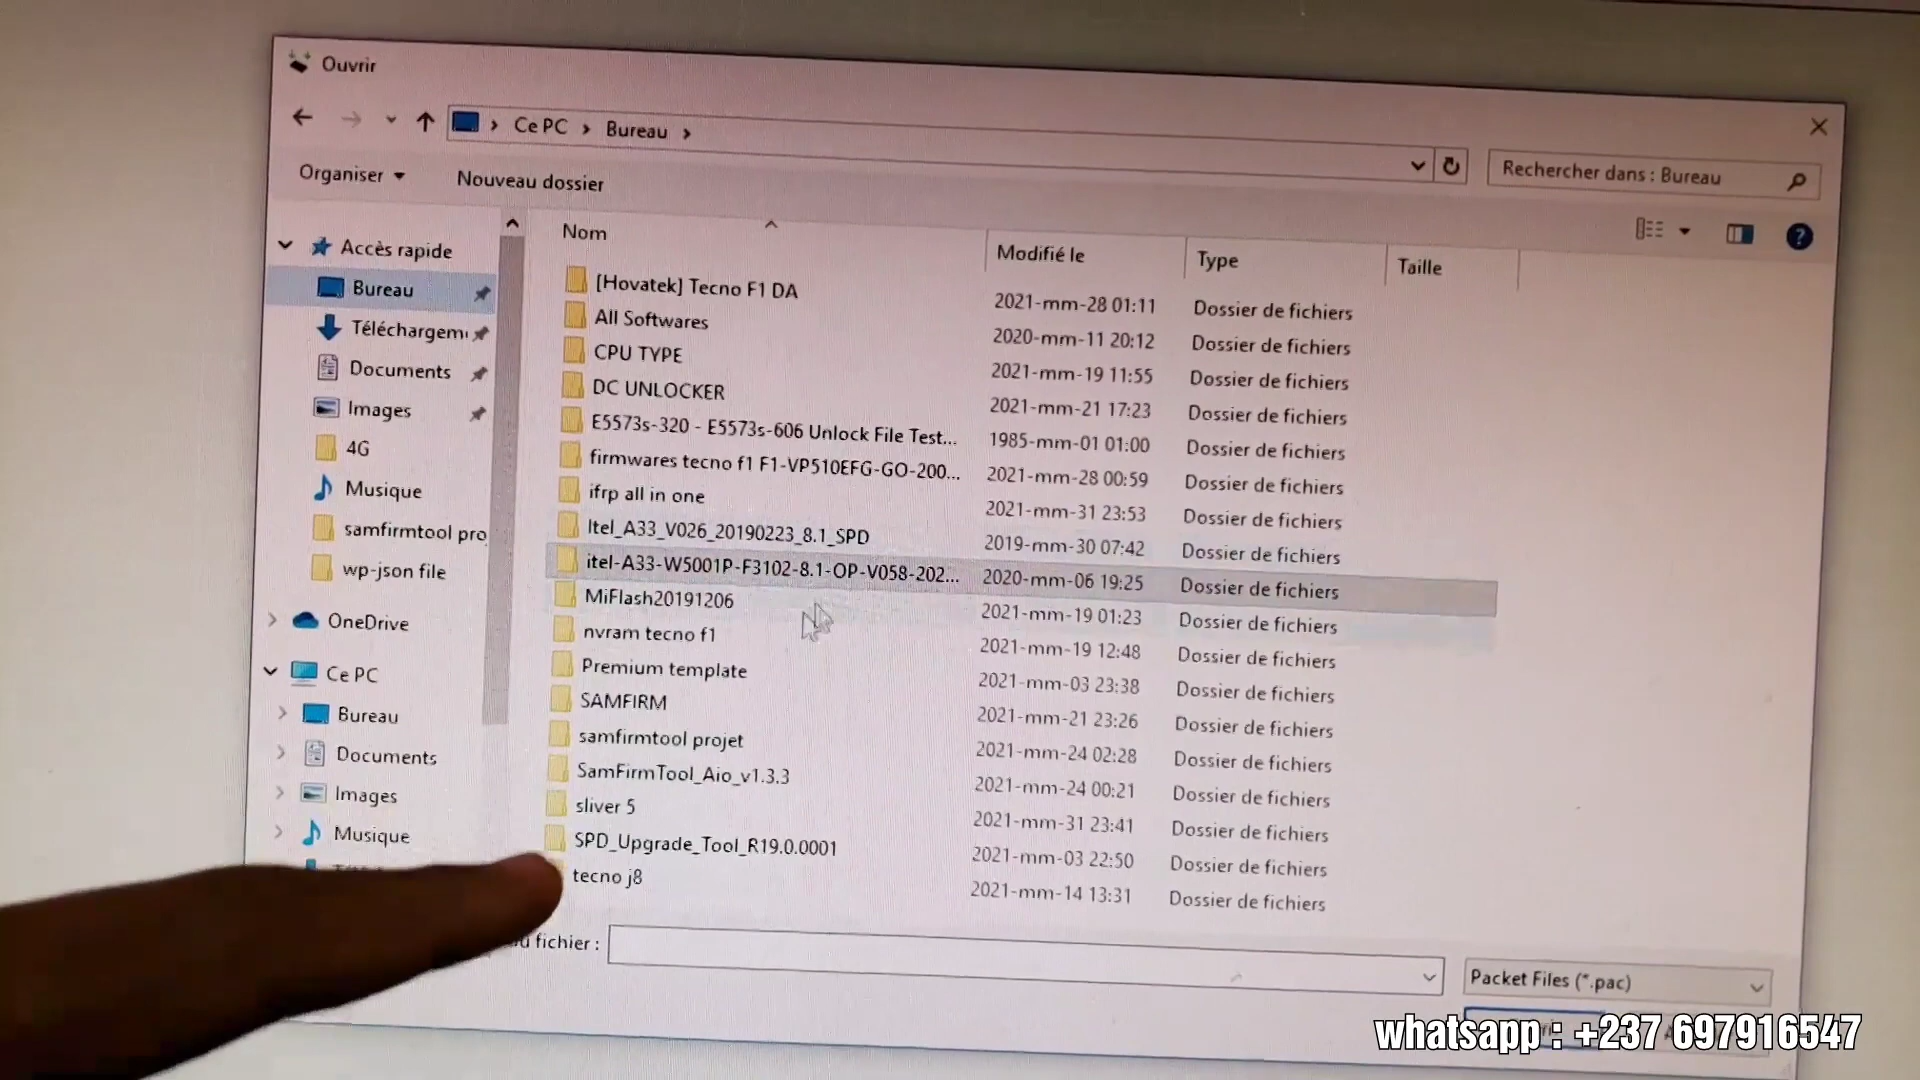 Ouvrir
Ce PC › Bureau ›
Rechercher dans : Bureau
Organiser
Nouveau dossier
Nom
Modifié le
Type
Taille
Accès rapide
Bureau
Téléchargem
Documents
Images
4G
Musique
samfirmtool pro
wp-json file
OneDrive
Ce PC
Bureau
Documents
Images
Musique
[Hovatek] Tecno F1 DA 2021-mm-28 01:11 Dossier de fichiers
All Softwares 2020-mm-11 20:12 Dossier de fichiers
CPU TYPE 2021-mm-19 11:55 Dossier de fichiers
DC UNLOCKER 2021-mm-21 17:23 Dossier de fichiers
E5573s-320 - E5573s-606 Unlock File Test... 1985-mm-01 01:00 Dossier de fichiers
firmwares tecno f1 F1-VP510EFG-GO-200... 2021-mm-28 00:59 Dossier de fichiers
ifrp all in one 2021-mm-31 23:53 Dossier de fichiers
Itel_A33_V026_20190223_8.1_SPD 2019-mm-30 07:42 Dossier de fichiers
itel-A33-W5001P-F3102-8.1-OP-V058-202... 2020-mm-06 19:25 Dossier de fichiers
MiFlash20191206 2021-mm-19 01:23 Dossier de fichiers
nvram tecno f1 2021-mm-19 12:48 Dossier de fichiers
Premium template 2021-mm-03 23:38 Dossier de fichiers
SAMFIRM 2021-mm-21 23:26 Dossier de fichiers
samfirmtool projet 2021-mm-24 02:28 Dossier de fichiers
SamFirmTool_Aio_v1.3.3 2021-mm-24 00:21 Dossier de fichiers
sliver 5 2021-mm-31 23:41 Dossier de fichiers
SPD_Upgrade_Tool_R19.0.0001 2021-mm-03 22:50 Dossier de fichiers
tecno j8 2021-mm-14 13:31 Dossier de fichiers
fichier :
Packet Files (*.pac)
whatsapp : +237 697916547